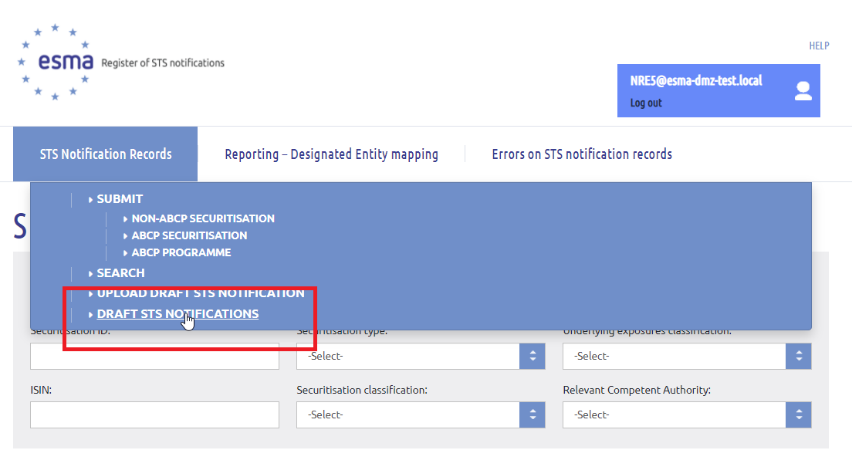 HELP
esma Register of STS notifications
NRE5@esma-dmz-test.local
Log out
STS Notification Records Reporting – Designated Entity mapping Errors on STS notification records
SUBMIT
NON-ABCP SECURITISATION
ABCP SECURITISATION
ABCP PROGRAMME
S
SEARCH
UPLOAD DRAFT STS NOTIFICATION
DRAFT STS NOTIFICATIONS
Securitisation ID: Securitisation type: Underlying exposures classification:
-Select- -Select-
ISIN: Securitisation classification: Relevant Competent Authority:
-Select- -Select-